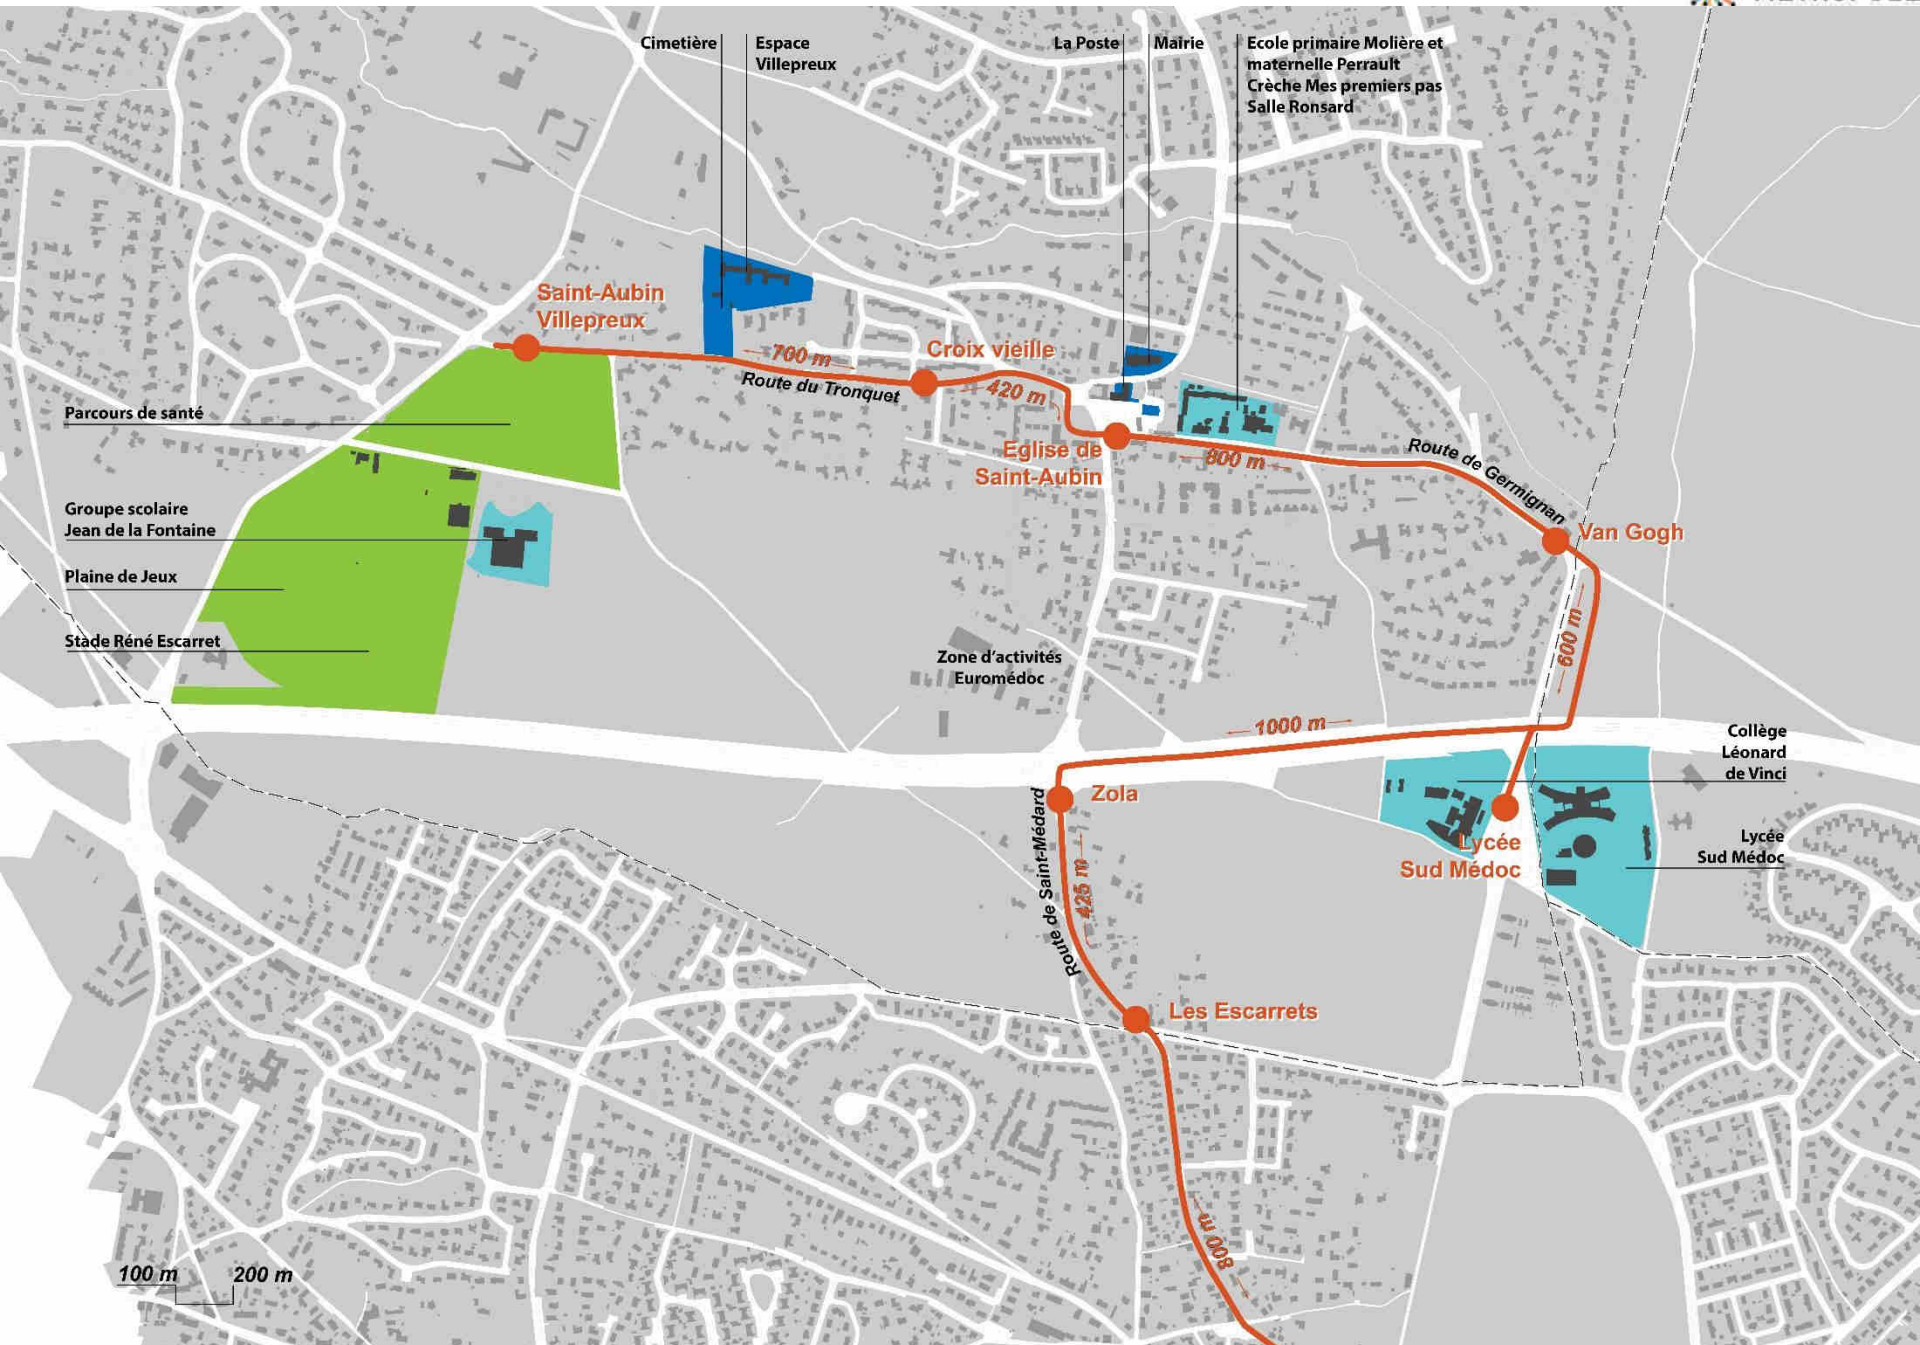 Cimetière
Espace
Villepreux
La Poste
Mairie
Ecole primaire Molière et
maternelle Perrault
Crèche Mes premiers pas
Salle Ronsard
Saint-Aubin
Villepreux
700 m
Route du Tronquet
Croix vieille
420 m
Eglise de
Saint-Aubin
800 m
Route de Germignan
Van Gogh
Parcours de santé
Groupe scolaire
Jean de la Fontaine
Plaine de Jeux
Stade Réné Escarret
600 m
Zone d'activités
Euromédoc
1000 m
Collège
Léonard
de Vinci
Zola
Route de Saint-Médard
425 m
Lycée
Sud Médoc
Lycée
Sud Médoc
Les Escarrets
800 m
100 m
200 m